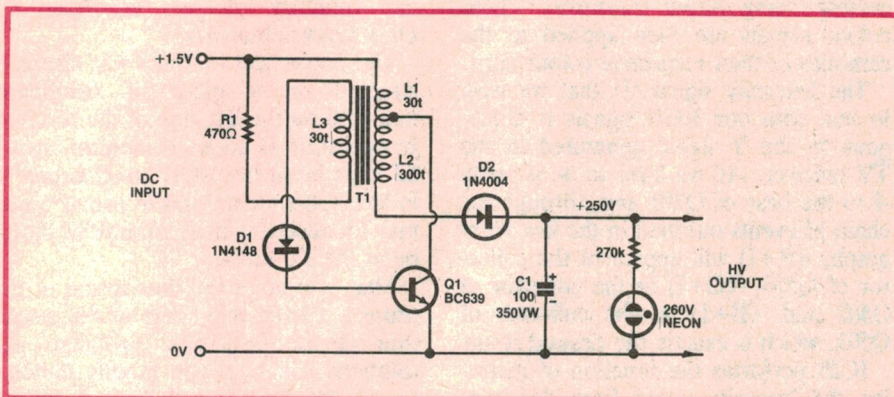 +1.5V
R1
470Ω
DC
INPUT
0V
L3
30t
L1
30t
L2
300t
T1
D1
1N4148
Q1
BC639
D2
1N4004
+250V
C1
100
350VW
+
−
270k
260V
NEON
HV
OUTPUT